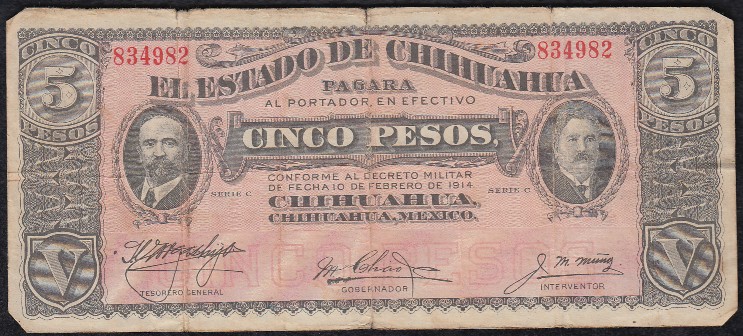 CINCO
834982
EL ESTADO DE CHIHUAHUA
834982
CINCO
5
PAGARA
5
PESOS
AL PORTADOR, EN EFECTIVO
PESOS
CINCO PESOS,
CONFORME AL DECRETO MILITAR
SERIE C
DE FECHA 10 DE FEBRERO DE 1914
SERIE C
CHIHUAHUA,
CHIHUAHUA, MEXICO.
V
V
M. Chao
J. M. Munoz
TESORERO GENERAL
GOBERNADOR
INTERVENTOR